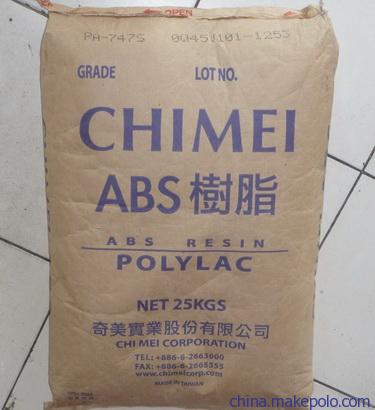 OPEN
PA-747S 0Q45J101-1253
GRADE LOT NO.
CHIMEI
ABS 樹脂
ABS RESIN
POLYLAC
NET 25KGS
奇美實業股份有限公司
CHI MEI CORPORATION
TEL: +886-6-2663000
FAX: +886-6-2665555
www.chimeicorp.com
MADE IN TAIWAN
china.makepolo.com